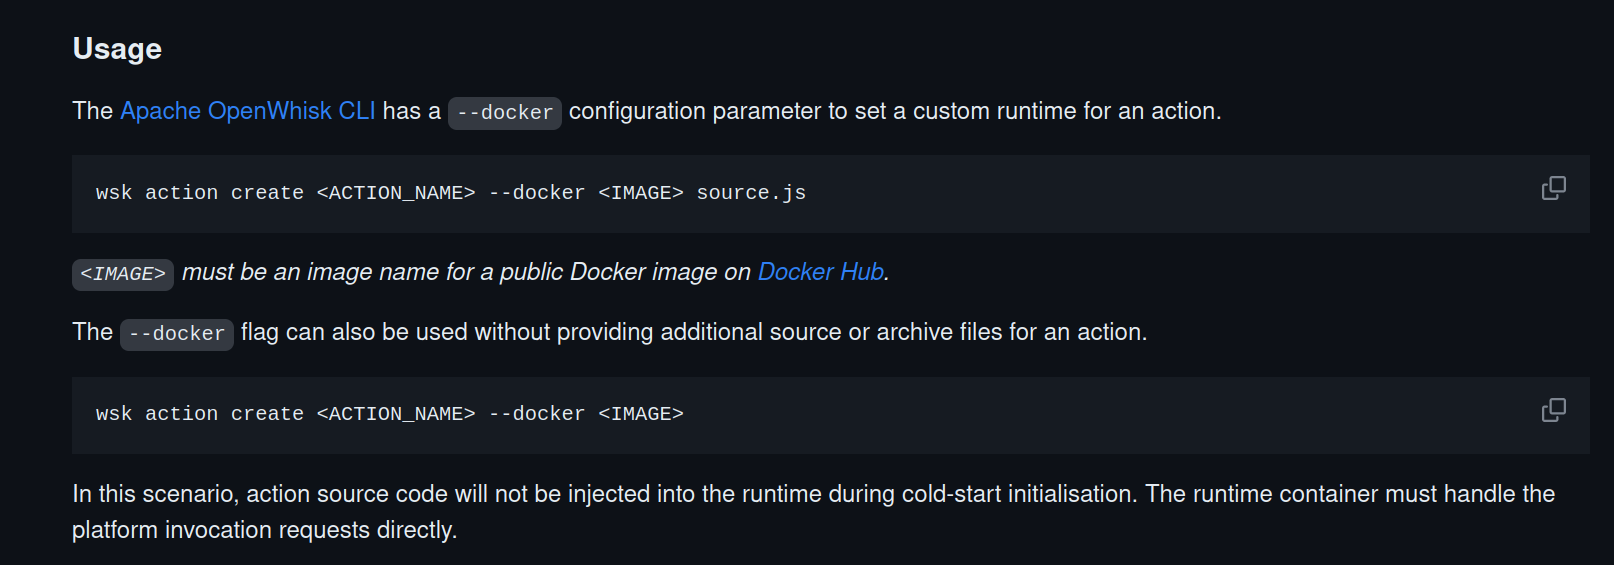 Usage
The Apache OpenWhisk CLI has a --docker configuration parameter to set a custom runtime for an action.
wsk action create <ACTION_NAME> --docker <IMAGE> source.js
<IMAGE> must be an image name for a public Docker image on Docker Hub.
The --docker flag can also be used without providing additional source or archive files for an action.
wsk action create <ACTION_NAME> --docker <IMAGE>
In this scenario, action source code will not be injected into the runtime during cold-start initialisation. The runtime container must handle the
platform invocation requests directly.